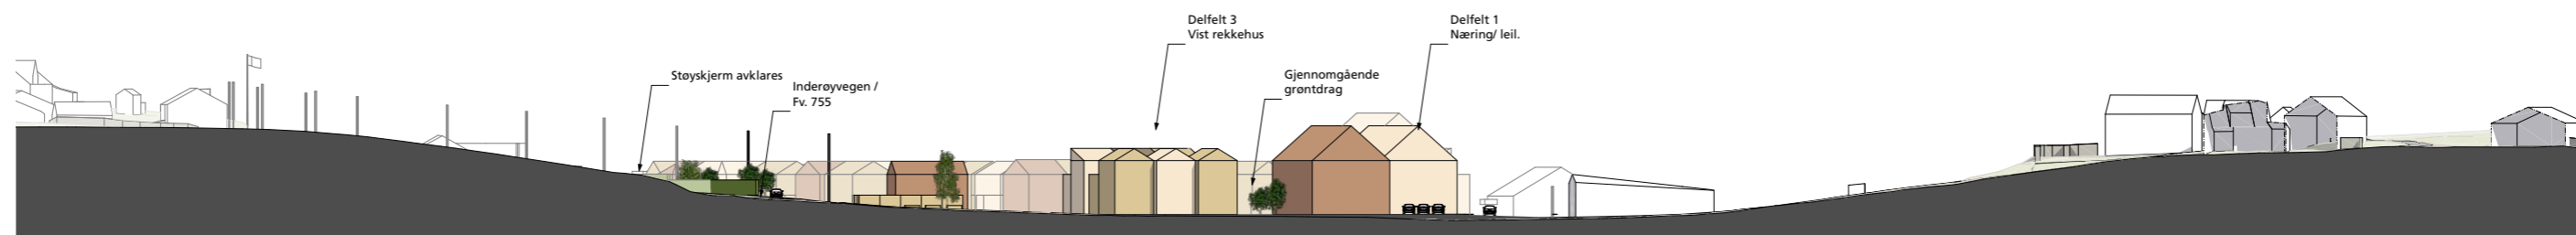 Støyskjerm avklares
Inderøyvegen /
Fv. 755
Delfelt 3
Vist rekkehus
Gjennomgående
grøntdrag
Delfelt 1
Næring/ leil.